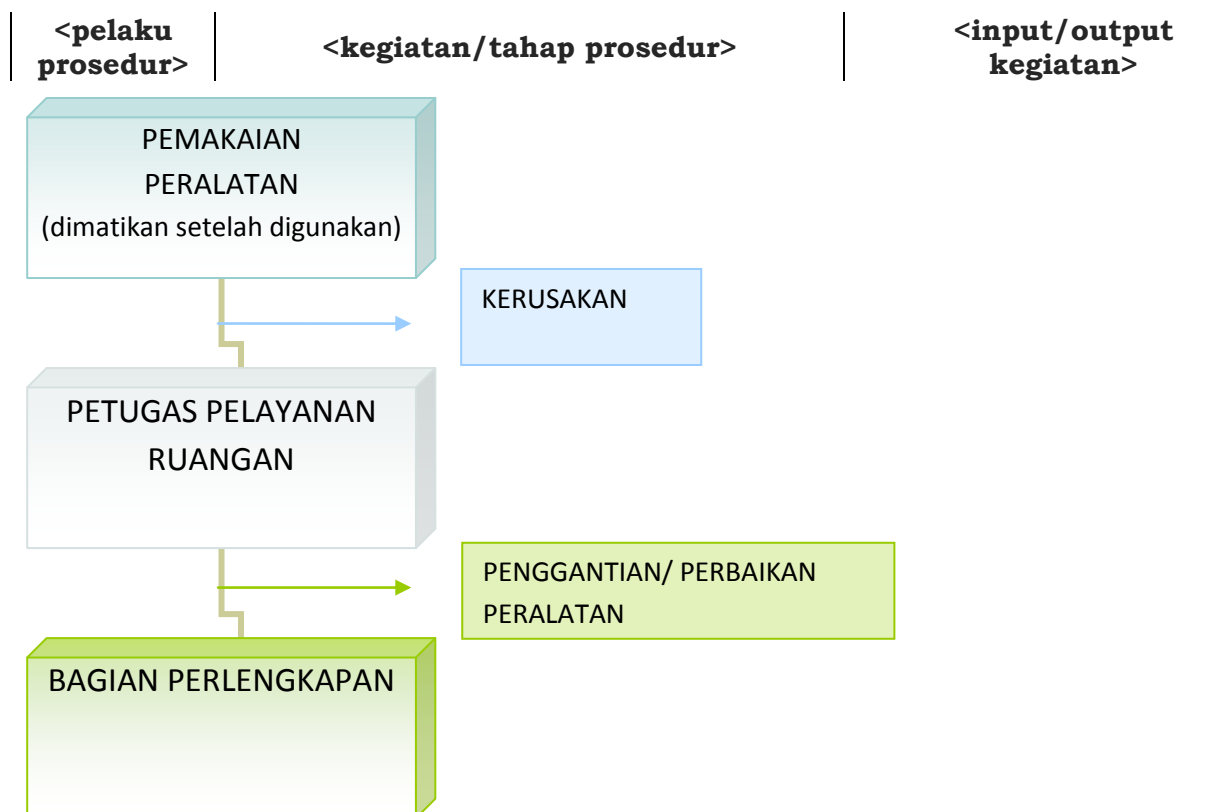 <pelaku
prosedur>
<kegiatan/tahap prosedur>
<input/output
kegiatan>
PEMAKAIAN
PERALATAN
(dimatikan setelah digunakan)
KERUSAKAN
PETUGAS PELAYANAN
RUANGAN
PENGGANTIAN/ PERBAIKAN
PERALATAN
BAGIAN PERLENGKAPAN